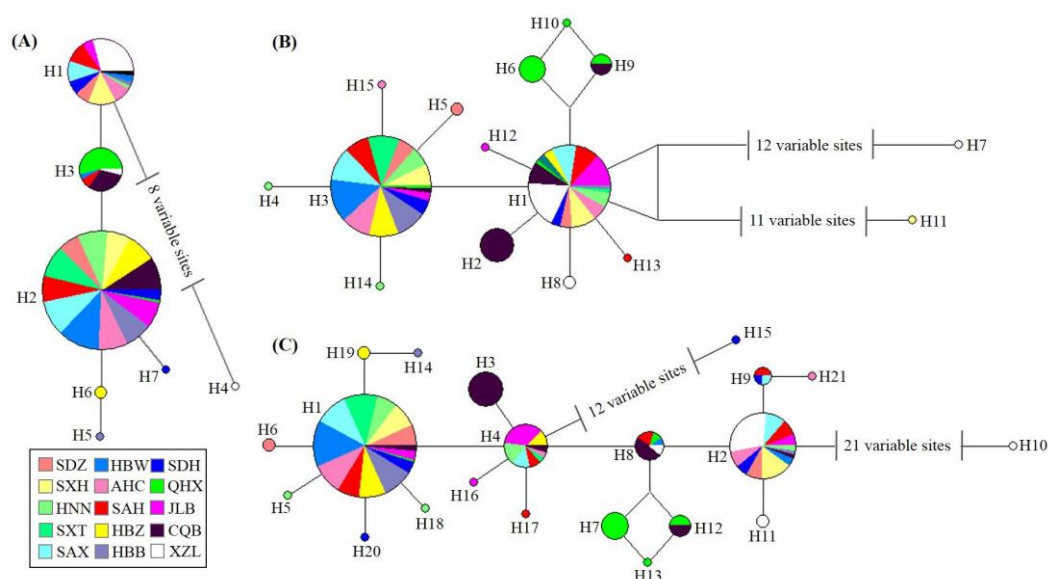 (A)
H1
H3
8 variable sites
H2
H7
H6
H4
H5
SDZ HBW SDH
SXH AHC QHX
HNN SAH JLB
SXT HBZ CQB
SAX HBB XZL
(B)
H10
H6 H9
H15
H5
H12
12 variable sites H7
H4 H3 H1
11 variable sites H11
H2
H13
H14 H8
(C)
H15
H19 H14
H3
12 variable sites
H9 H21
H1
H6
H4
H8 H2
21 variable sites H10
H16
H5 H18
H17
H7 H12
H11
H20
H13